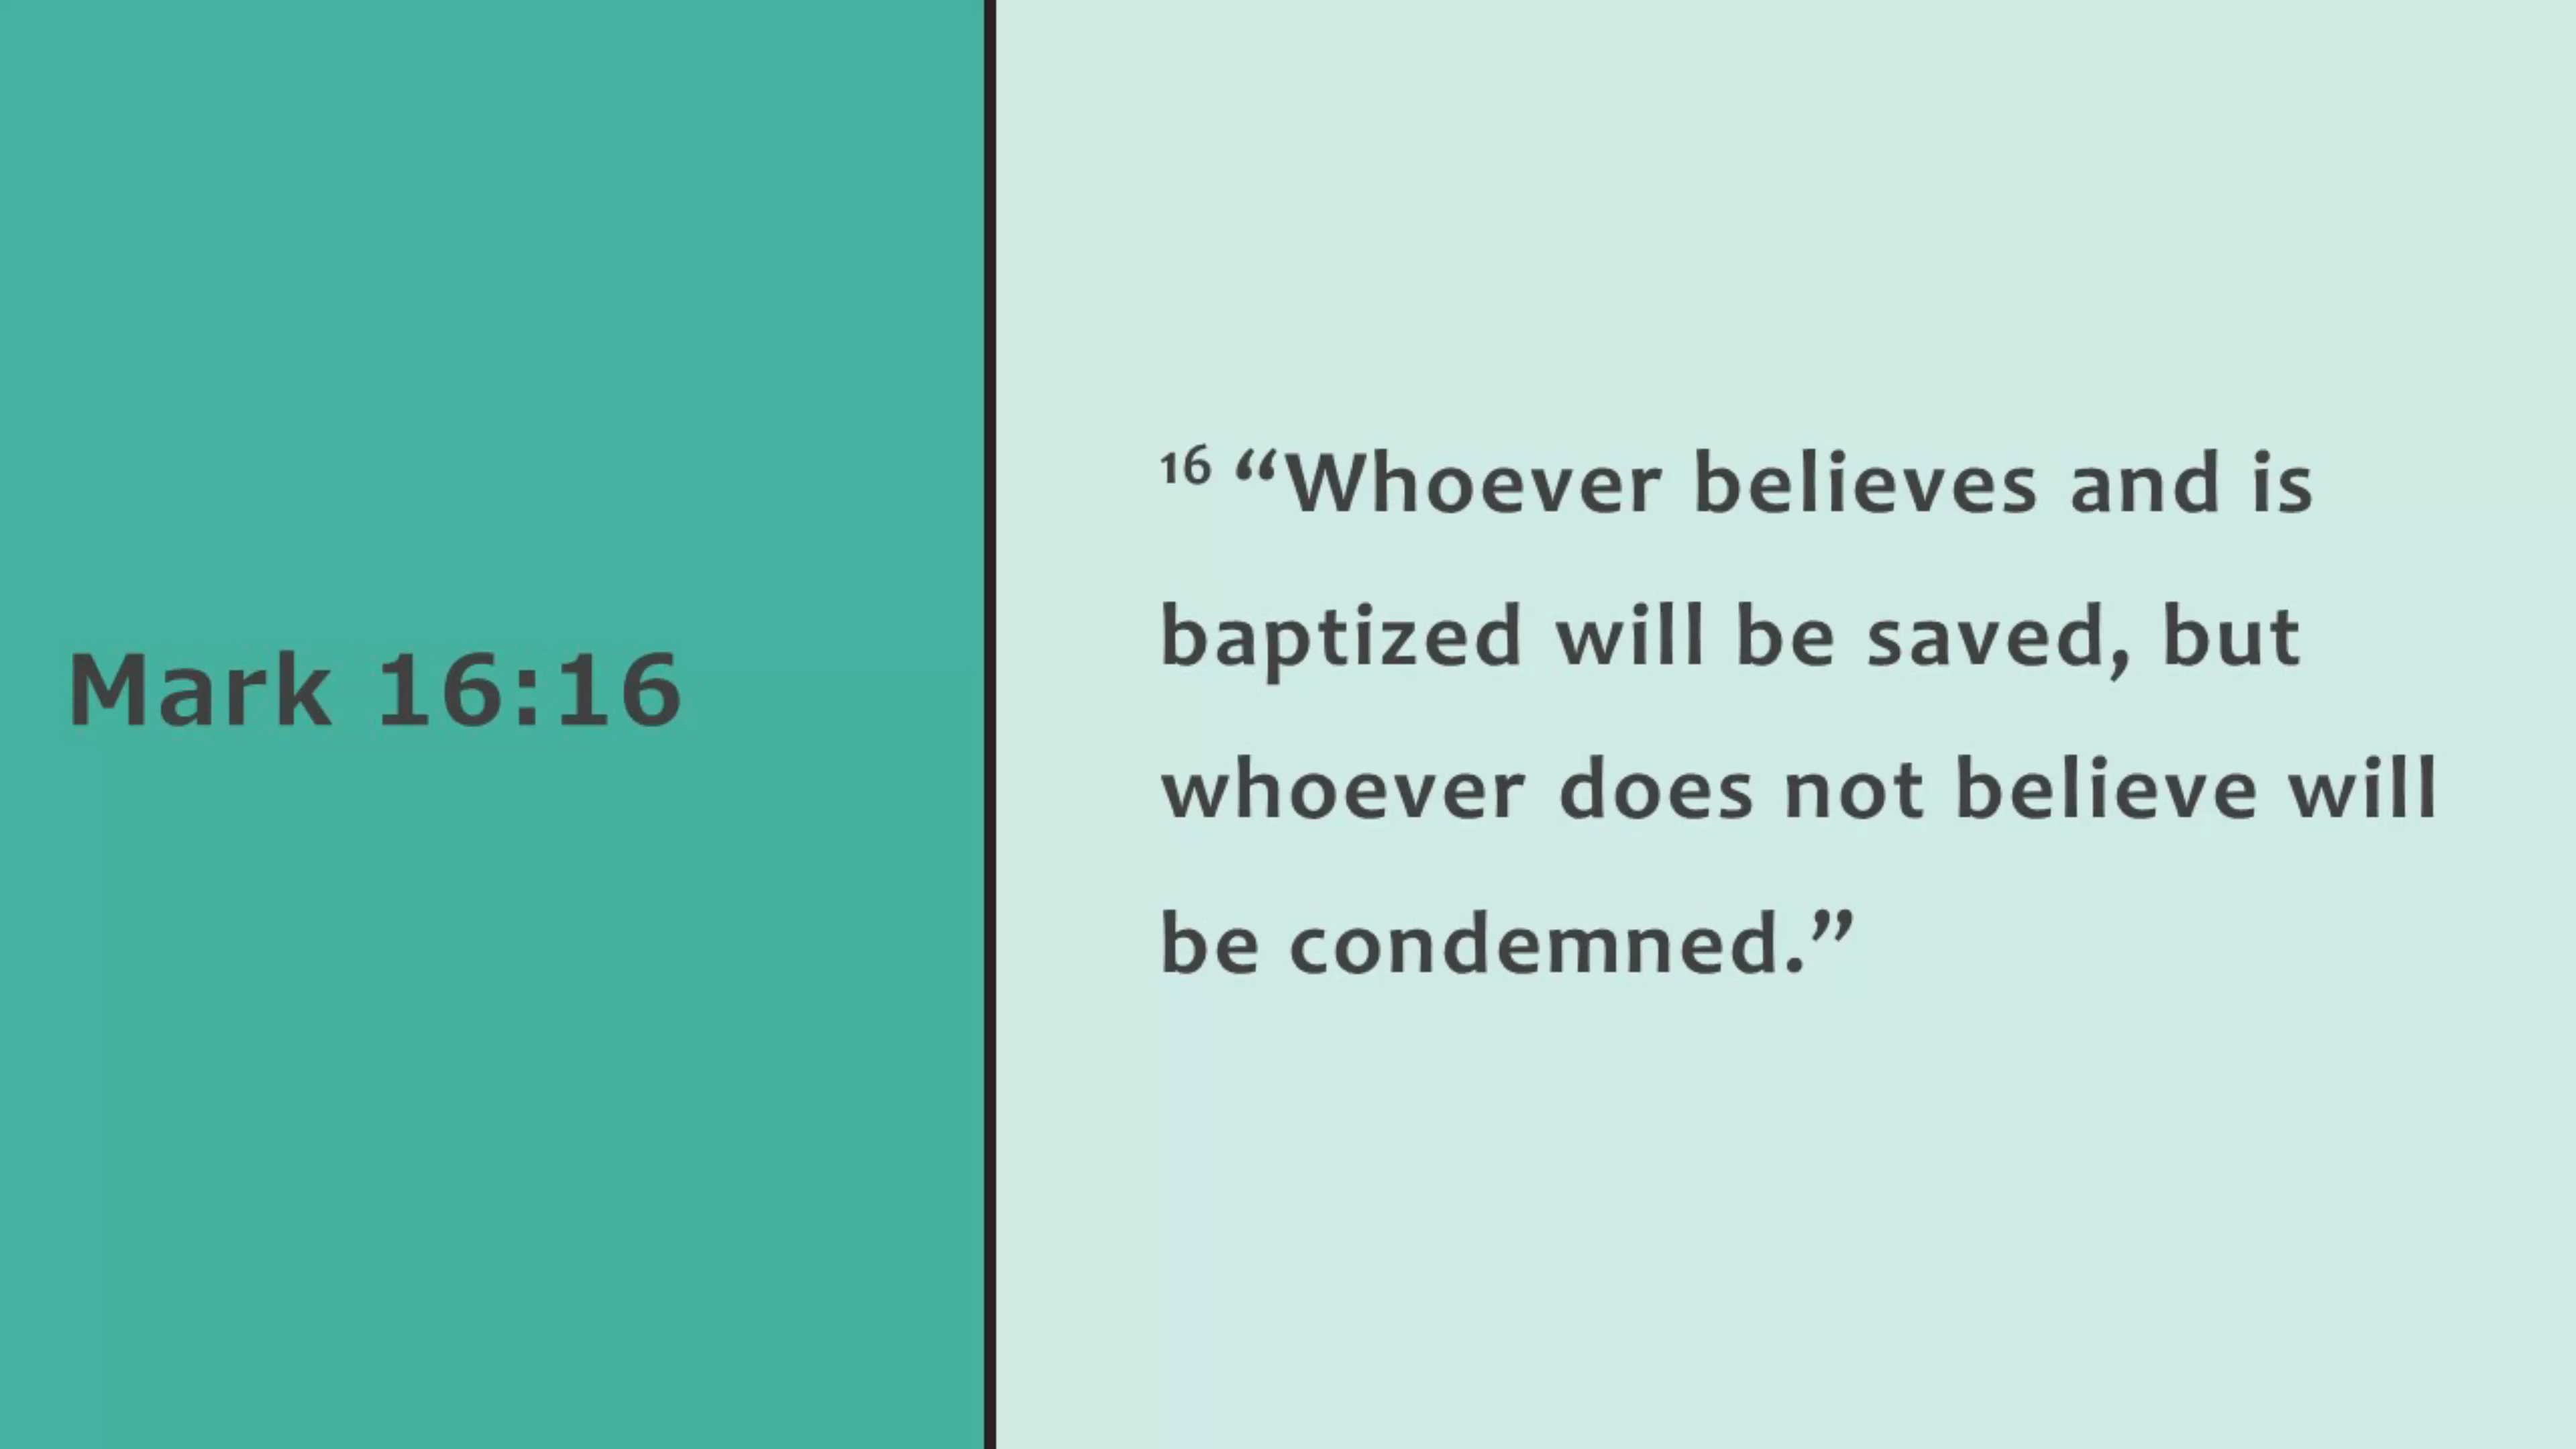 Mark 16:16
16 “Whoever believes and is
baptized will be saved, but
whoever does not believe will
be condemned.”